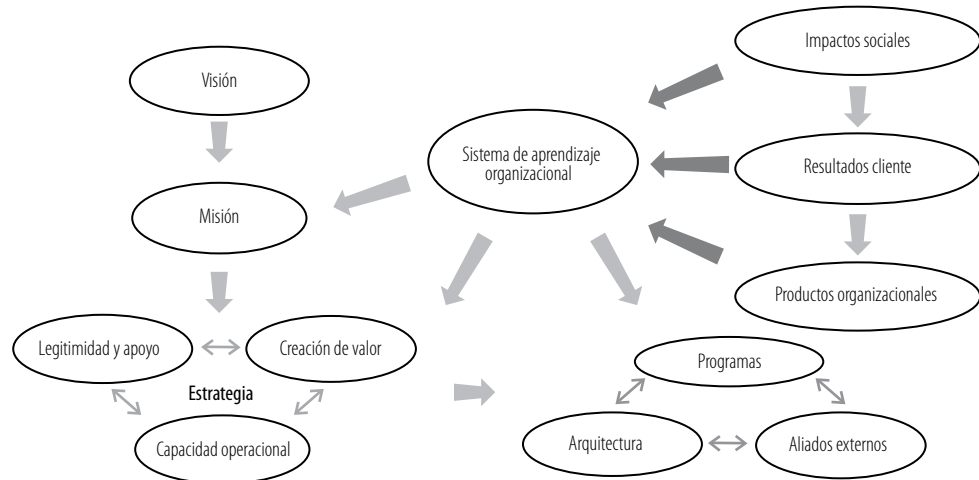 Impactos sociales
Visión
Sistema de aprendizaje
organizacional
Resultados cliente
Misión
Productos organizacionales
Legitimidad y apoyo
Creación de valor
Programas
Estrategia
Capacidad operacional
Arquitectura
Aliados externos